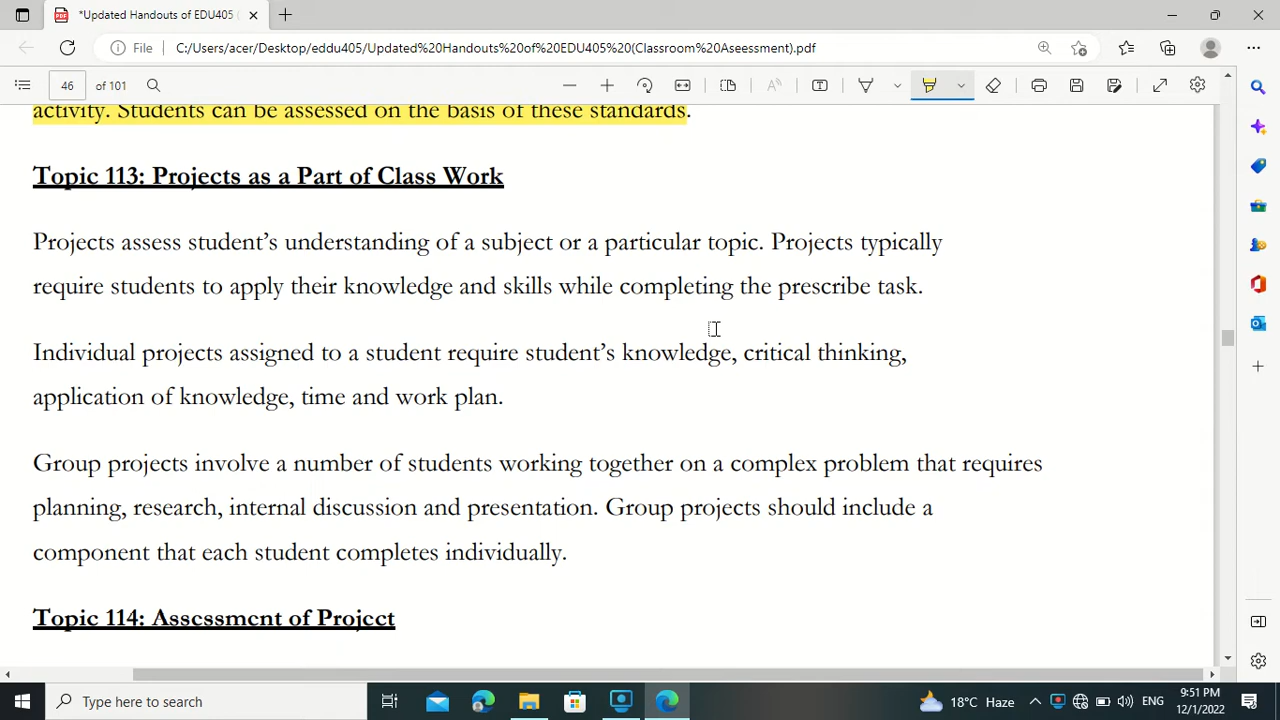 *Updated Handouts of EDU405
File
C:/Users/acer/Desktop/eddu405/Updated%20Handouts%20of%20EDU405%20(Classroom%20Aseessment).pdf
46 of 101
activity. Students can be assessed on the basis of these standards.
Topic 113: Projects as a Part of Class Work
Projects assess student’s understanding of a subject or a particular topic. Projects typically
require students to apply their knowledge and skills while completing the prescribe task.
Individual projects assigned to a student require student’s knowledge, critical thinking,
application of knowledge, time and work plan.
Group projects involve a number of students working together on a complex problem that requires
planning, research, internal discussion and presentation. Group projects should include a
component that each student completes individually.
Topic 114: Assessment of Project
Type here to search
18°C Haze
ENG
9:51 PM
12/1/2022